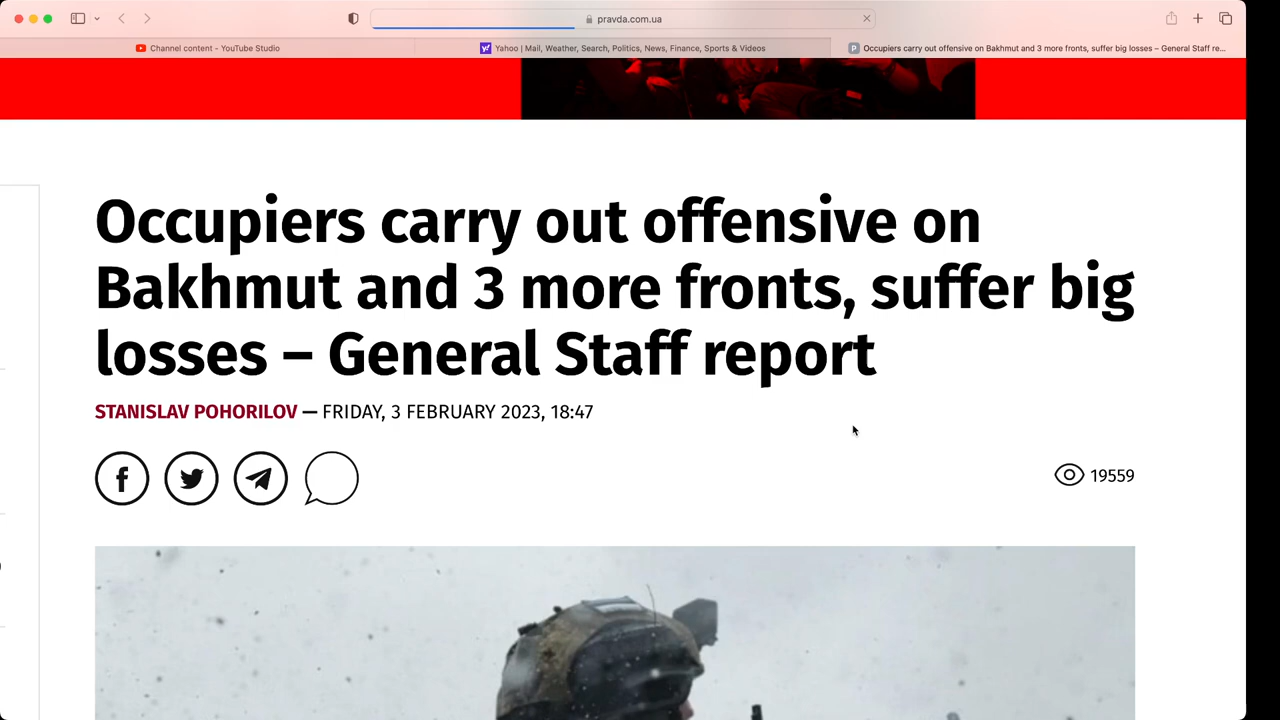 pravda.com.ua
Channel content - YouTube Studio
Yahoo | Mail, Weather, Search, Politics, News, Finance, Sports & Videos
P Occupiers carry out offensive on Bakhmut and 3 more fronts, suffer big losses – General Staff re...
Occupiers carry out offensive on
Bakhmut and 3 more fronts, suffer big
losses – General Staff report
STANISLAV POHORILOV — FRIDAY, 3 FEBRUARY 2023, 18:47
19559